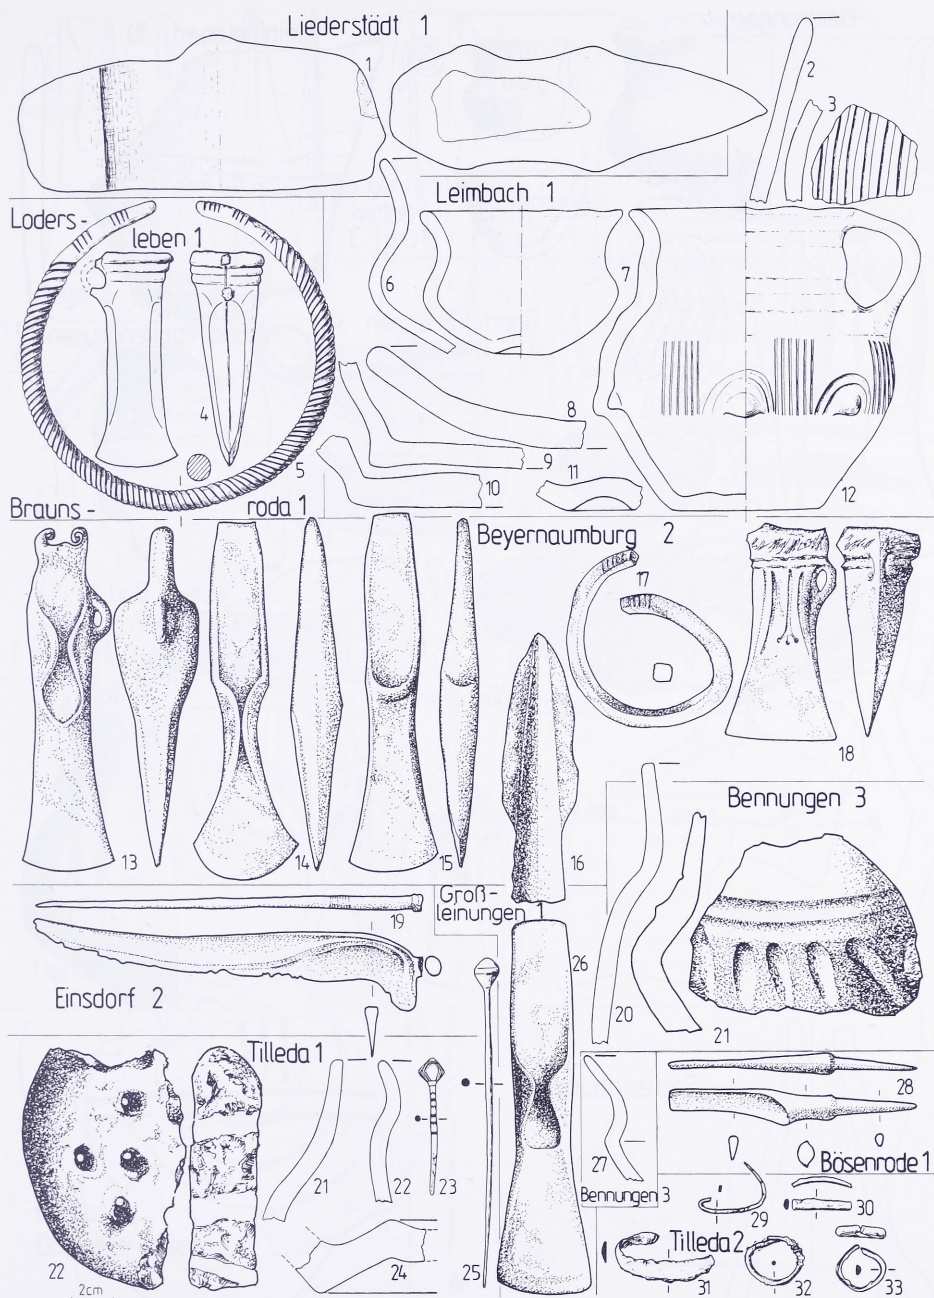 Liederstädt 1
1
2
3
Leimbach 1
Loders-
leben 1
4
5
6
7
8
9
10
11
12
Brauns-
roda 1
Beyernaumburg 2
13
14
15
16
17
18
Bennungen 3
19
Groß-
leinungen
Einsdorf 2
20
21
26
Tilleda 1
22
2cm
21
22
23
24
25
27
Bennungen 3
28
Bösenrode 1
29
30
Tilleda 2
31
32
33